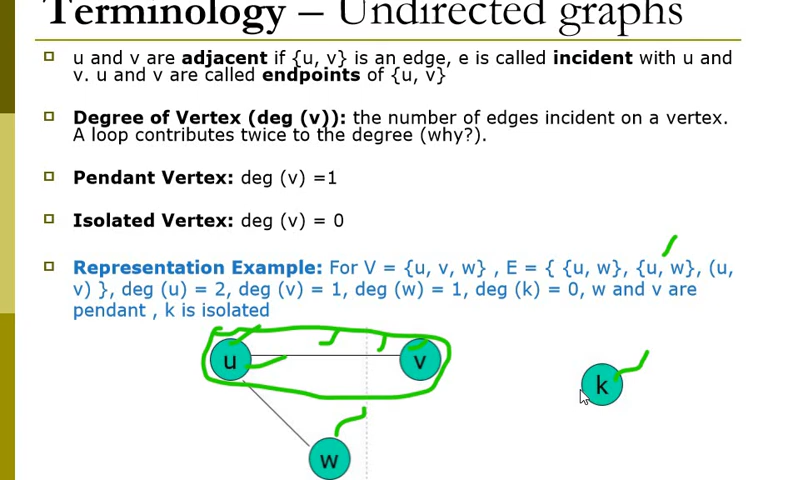 Terminology – Undirected graphs
u and v are adjacent if {u, v} is an edge, e is called incident with u and
v. u and v are called endpoints of {u, v}
Degree of Vertex (deg (v)): the number of edges incident on a vertex.
A loop contributes twice to the degree (why?).
Pendant Vertex: deg (v) =1
Isolated Vertex: deg (v) = 0
Representation Example: For V = {u, v, w} , E = { {u, w}, {u, w}, (u,
v) }, deg (u) = 2, deg (v) = 1, deg (w) = 1, deg (k) = 0, w and v are
pendant , k is isolated
u
v
k
w